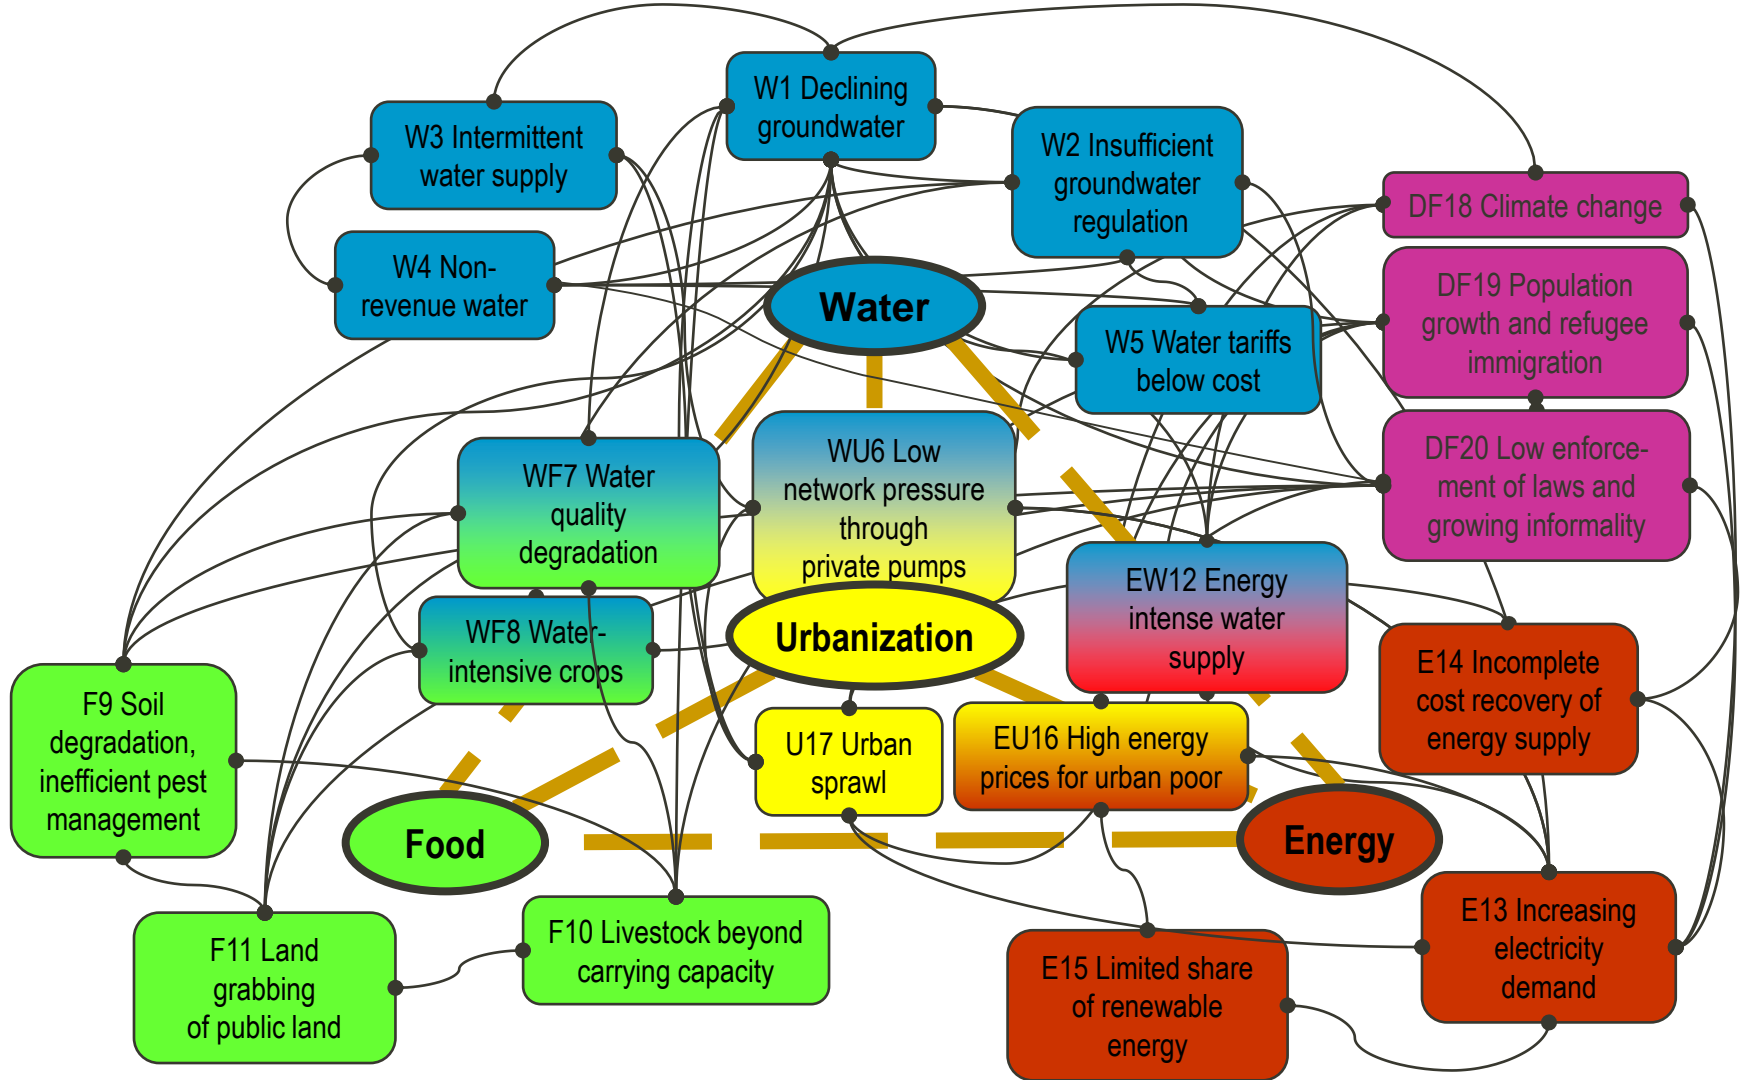 W1 Declining
groundwater
W3 Intermittent
water supply
W2 Insufficient
groundwater
regulation
DF18 Climate change
W4 Non-
revenue water
DF19 Population
growth and refugee
immigration
Water
W5 Water tariffs
below cost
DF20 Low enforce-
ment of laws and
growing informality
WF7 Water
quality
degradation
WU6 Low
network pressure
through
private pumps
EW12 Energy
intense water
supply
WF8 Water-
intensive crops
Urbanization
E14 Incomplete
cost recovery of
energy supply
F9 Soil
degradation,
inefficient pest
management
U17 Urban
sprawl
EU16 High energy
prices for urban poor
Food
Energy
F11 Land
grabbing
of public land
F10 Livestock beyond
carrying capacity
E15 Limited share
of renewable
energy
E13 Increasing
electricity
demand